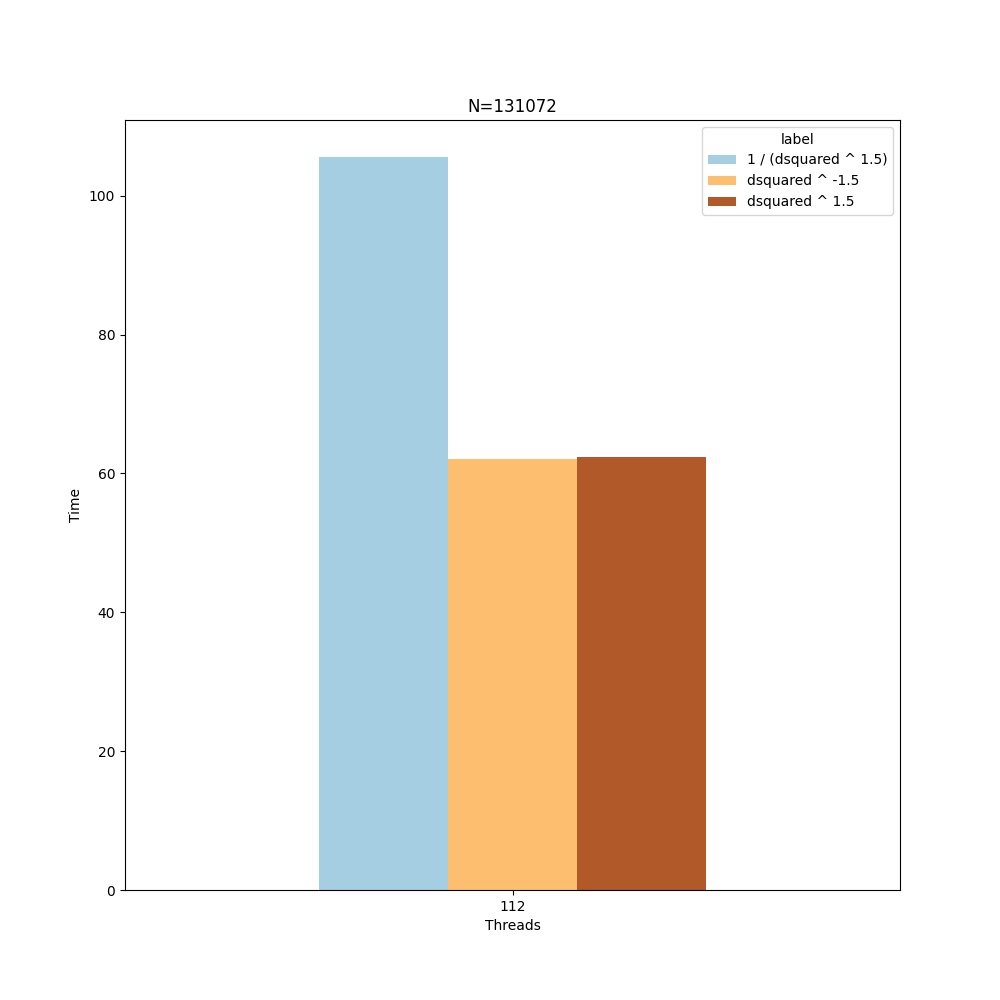 N=131072
label
1 / (dsquared ^ 1.5)
dsquared ^ -1.5
dsquared ^ 1.5
100
80
60
40
20
0
Time
112
Threads